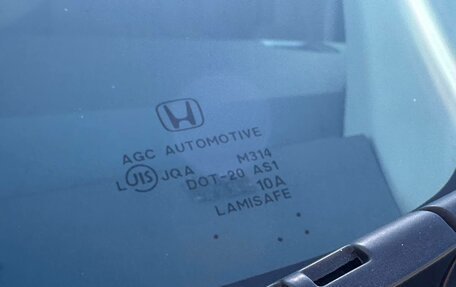 AGC AUTOMOTIVE
L JIS JQA M314
DOT-20 AS1
10A
LAMISAFE